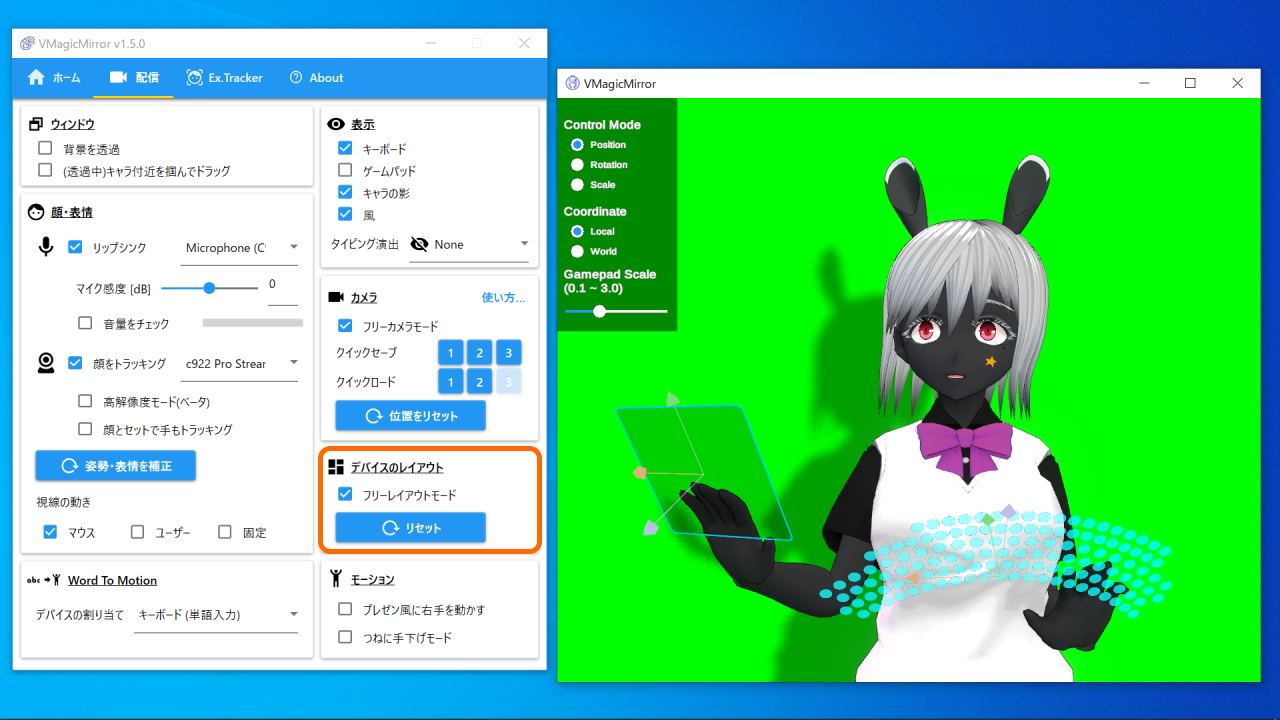 VMagicMirror v1.5.0
ホーム
配信
Ex.Tracker
About
ウィンドウ
背景を透過
(透過中)キャラ付近を掴んでドラッグ
顔・表情
リップシンク
Microphone (C
マイク感度 [dB]
0
音量をチェック
顔をトラッキング
c922 Pro Strear
高解像度モード(ベータ)
顔とセットで手もトラッキング
姿勢・表情を補正
視線の動き
マウス
ユーザー
固定
abc
Word To Motion
デバイスの割り当て
キーボード (単語入力)
表示
キーボード
ゲームパッド
キャラの影
風
タイピング演出
None
カメラ
使い方...
フリーカメラモード
クイックセーブ
1
2
3
クイックロード
1
2
3
位置をリセット
デバイスのレイアウト
フリーレイアウトモード
リセット
モーション
プレゼン風に右手を動かす
つねに手下げモード
VMagicMirror
Control Mode
Position
Rotation
Scale
Coordinate
Local
World
Gamepad Scale
(0.1 ~ 3.0)